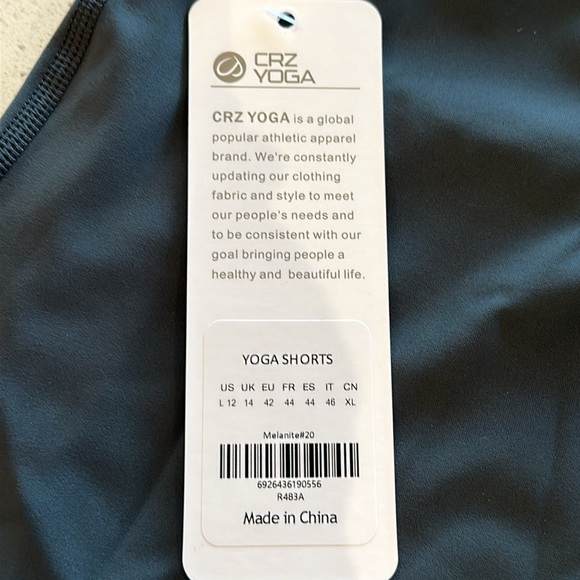 CRZ
YOGA
CRZ YOGA is a global
popular athletic apparel
brand. We're constantly
updating our clothing
fabric and style to meet
our people's needs and
to be consistent with our
goal bringing people a
healthy and beautiful life.
YOGA SHORTS
US UK EU FR ES IT CN
L 12 14 42 44 44 46 XL
Melanite#20
6926436190556
R483A
Made in China